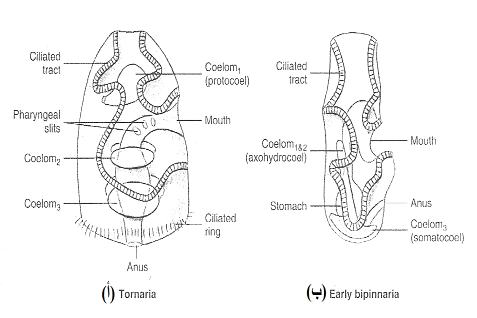 Ciliated
tract
Coelom₁
(protocoel)
Pharyngeal
slits
Mouth
Coelom₂
Coelom₃
Ciliated
ring
Anus
(أ) Tornaria
Ciliated
tract
Coelom₁&₂
(axohydrocoel)
Mouth
Stomach
Anus
Coelom₃
(somatocoel)
(ب) Early bipinnaria